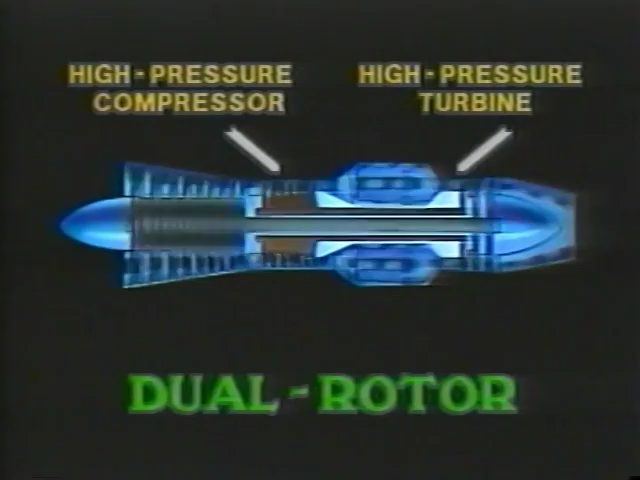 HIGH-PRESSURE
COMPRESSOR
HIGH-PRESSURE
TURBINE
DUAL-ROTOR